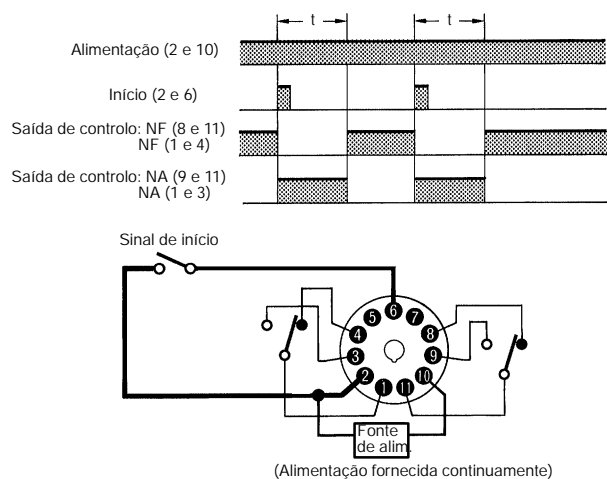 t
t
Alimentação (2 e 10)
Início (2 e 6)
Saída de controlo: NF (8 e 11)
NF (1 e 4)
Saída de controlo: NA (9 e 11)
NA (1 e 3)
Sinal de início
6
5
7
4
8
3
9
2
10
1
11
Fonte
de alim.
(Alimentação fornecida continuamente)